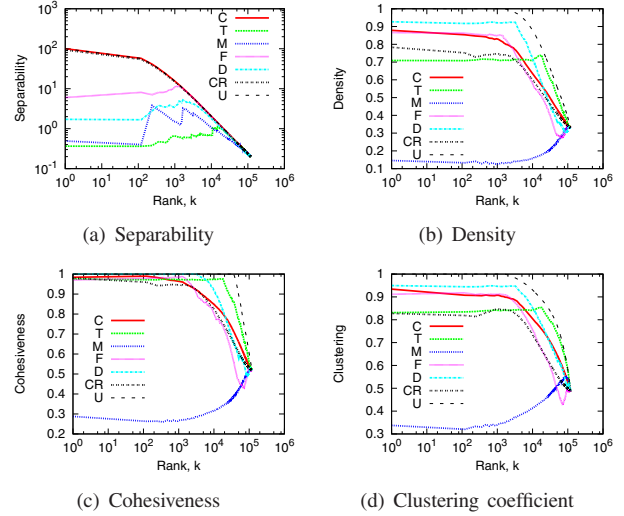 10^3
10^2
10^1
10^0
10^-1
Separability
C
T
M
F
D
CR
U
10^0 10^1 10^2 10^3 10^4 10^5 10^6
Rank, k
(a) Separability
1
0.9
0.8
0.7
0.6
0.5
0.4
0.3
0.2
0.1
Density
C
T
M
F
D
CR
U
10^0 10^1 10^2 10^3 10^4 10^5 10^6
Rank, k
(b) Density
1
0.9
0.8
0.7
0.6
0.5
0.4
0.3
0.2
Cohesiveness
C
T
M
F
D
CR
U
10^0 10^1 10^2 10^3 10^4 10^5 10^6
Rank, k
(c) Cohesiveness
1
0.9
0.8
0.7
0.6
0.5
0.4
0.3
Clustering
C
T
M
F
D
CR
U
10^0 10^1 10^2 10^3 10^4 10^5 10^6
Rank, k
(d) Clustering coefficient